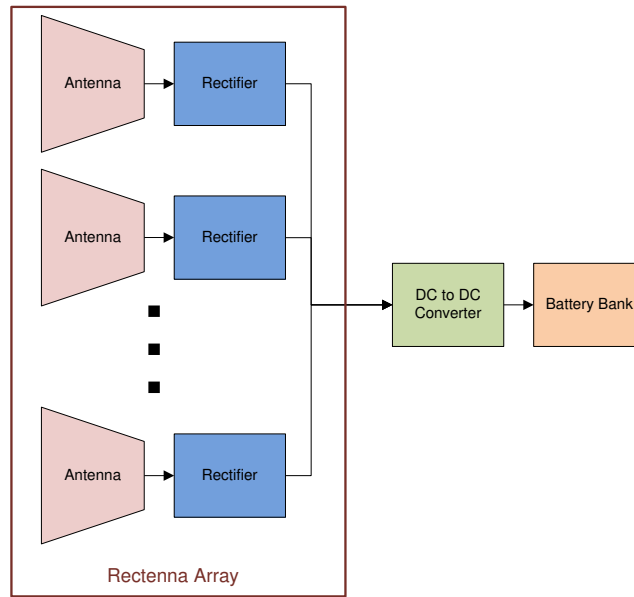 Antenna
Rectifier
Antenna
Rectifier
DC to DC
Converter
Battery Bank
Antenna
Rectifier
Rectenna Array